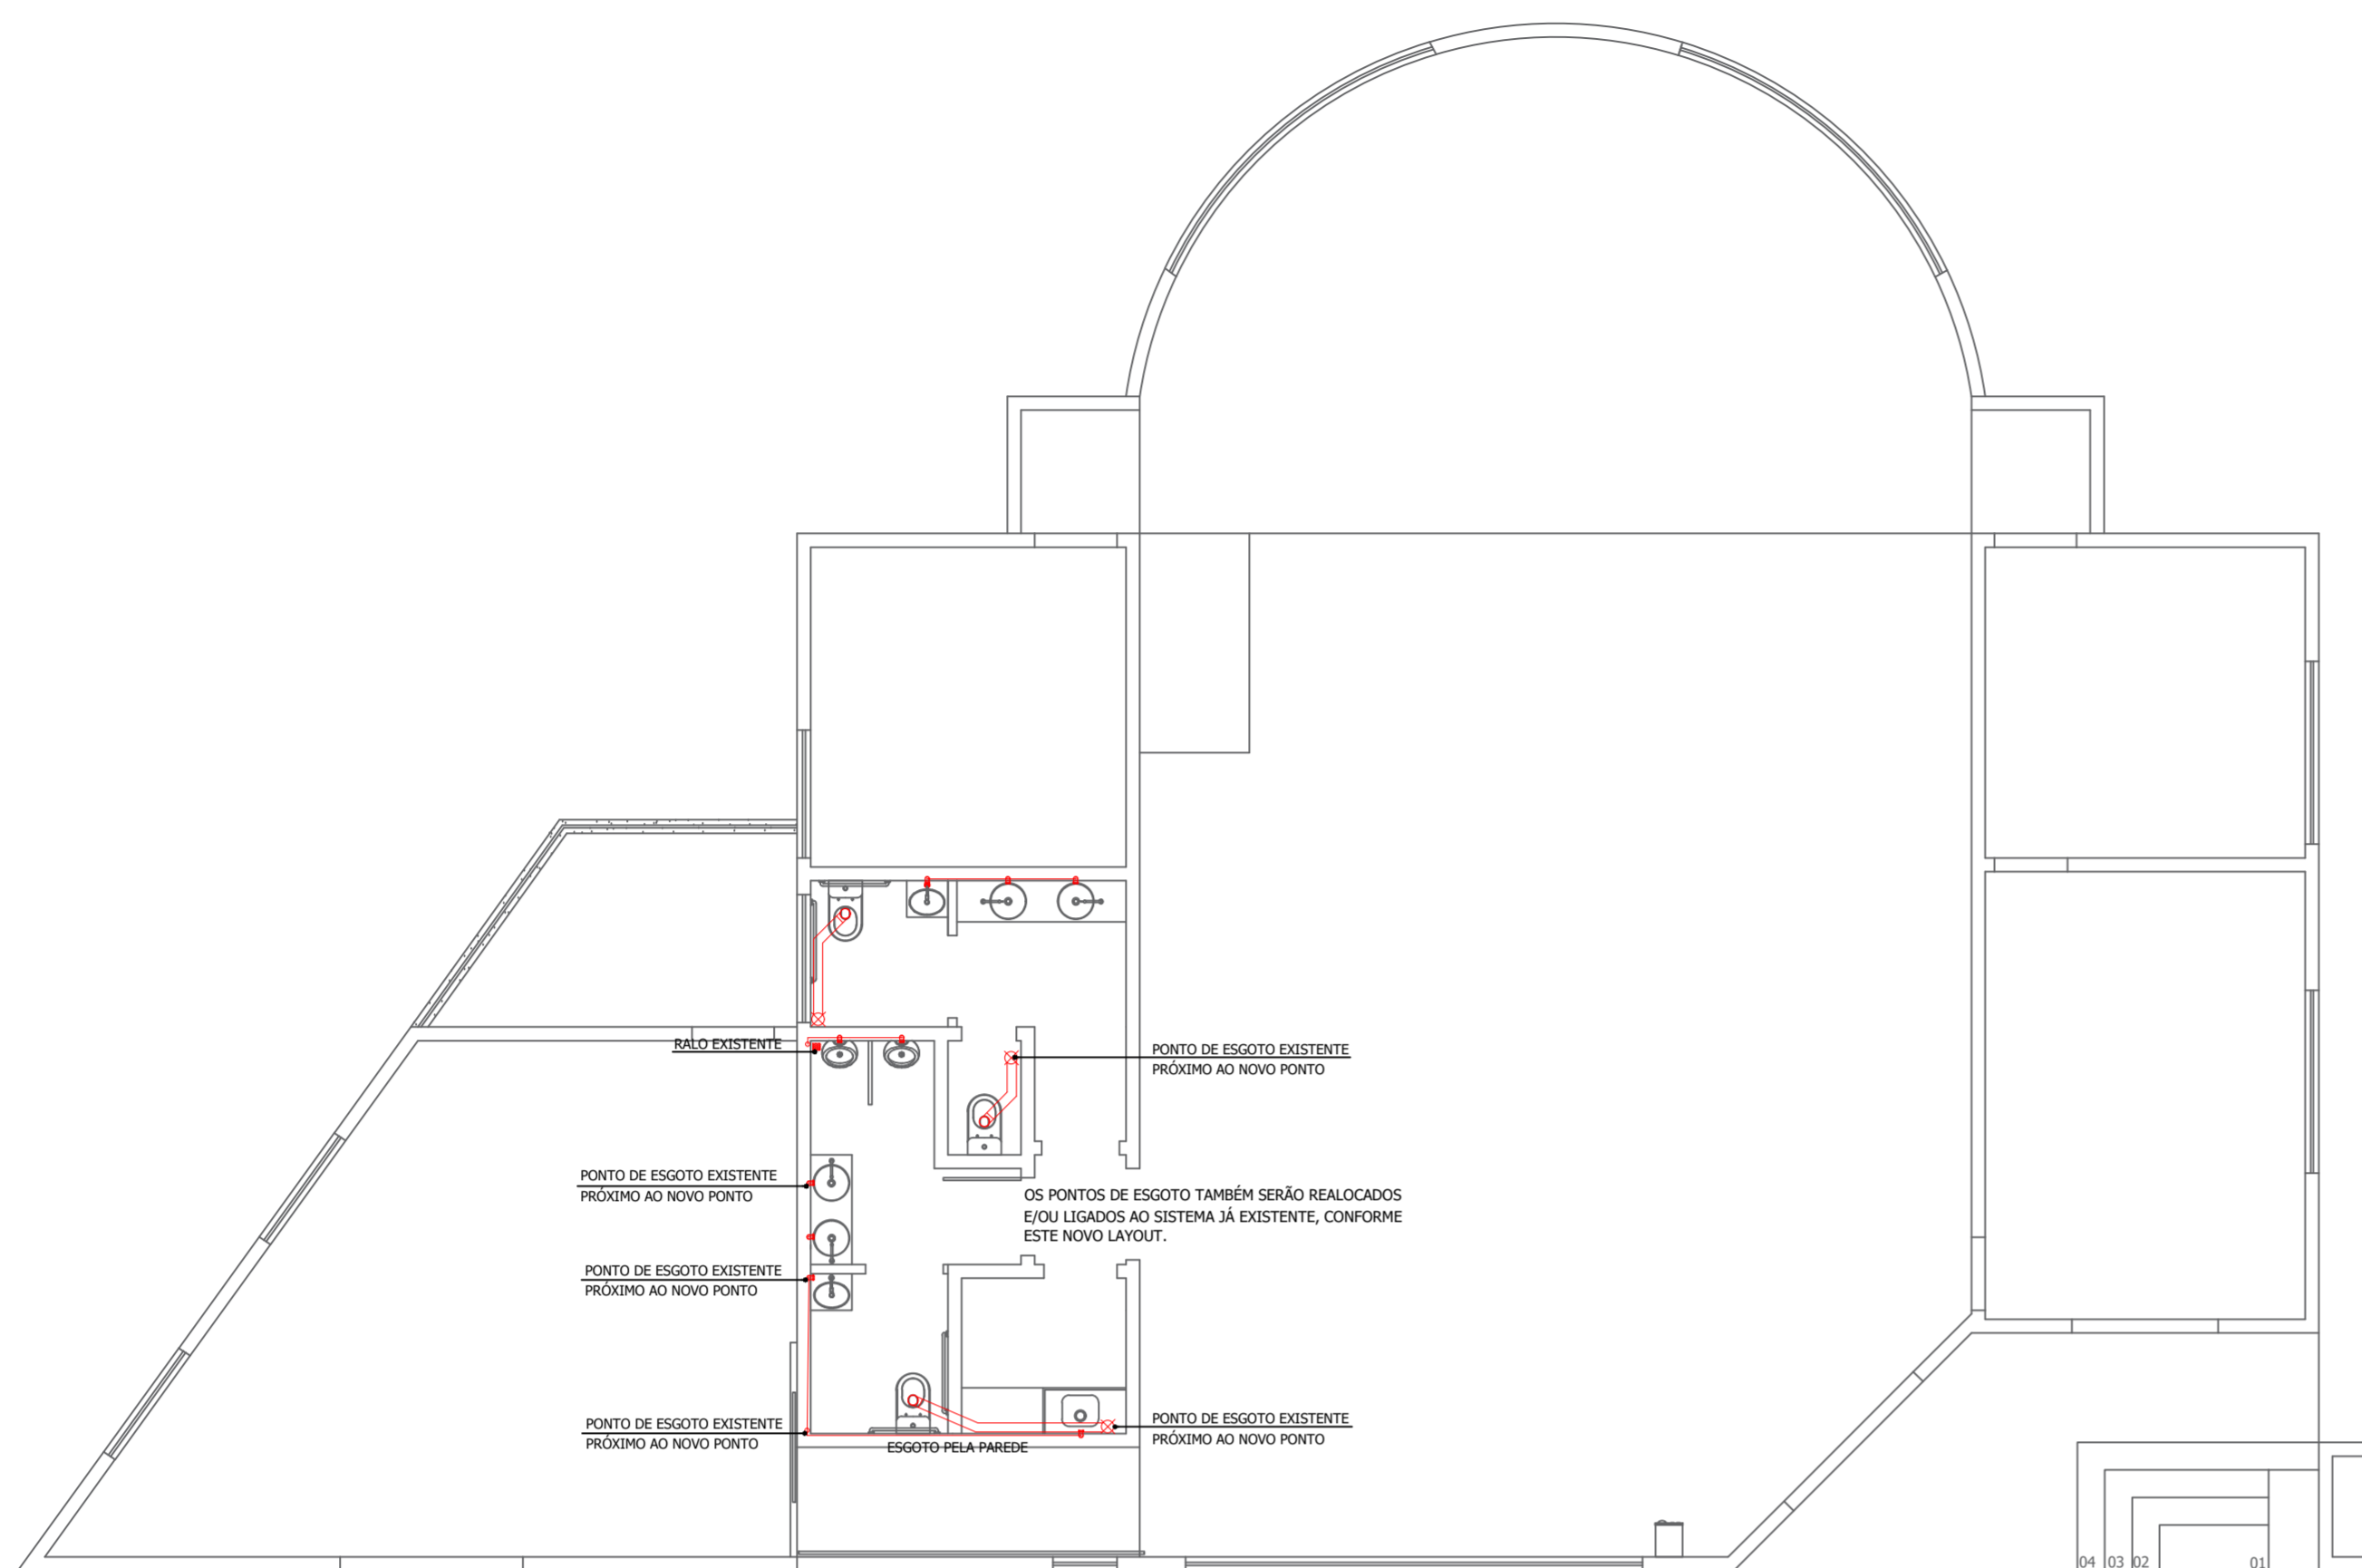 RALO EXISTENTE
PONTO DE ESGOTO EXISTENTE
PRÓXIMO AO NOVO PONTO
PONTO DE ESGOTO EXISTENTE
PRÓXIMO AO NOVO PONTO
OS PONTOS DE ESGOTO TAMBÉM SERÃO REALOCADOS
E/OU LIGADOS AO SISTEMA JÁ EXISTENTE, CONFORME
ESTE NOVO LAYOUT.
PONTO DE ESGOTO EXISTENTE
PRÓXIMO AO NOVO PONTO
PONTO DE ESGOTO EXISTENTE
PRÓXIMO AO NOVO PONTO
ESGOTO PELA PAREDE
PONTO DE ESGOTO EXISTENTE
PRÓXIMO AO NOVO PONTO
04 03 02 01